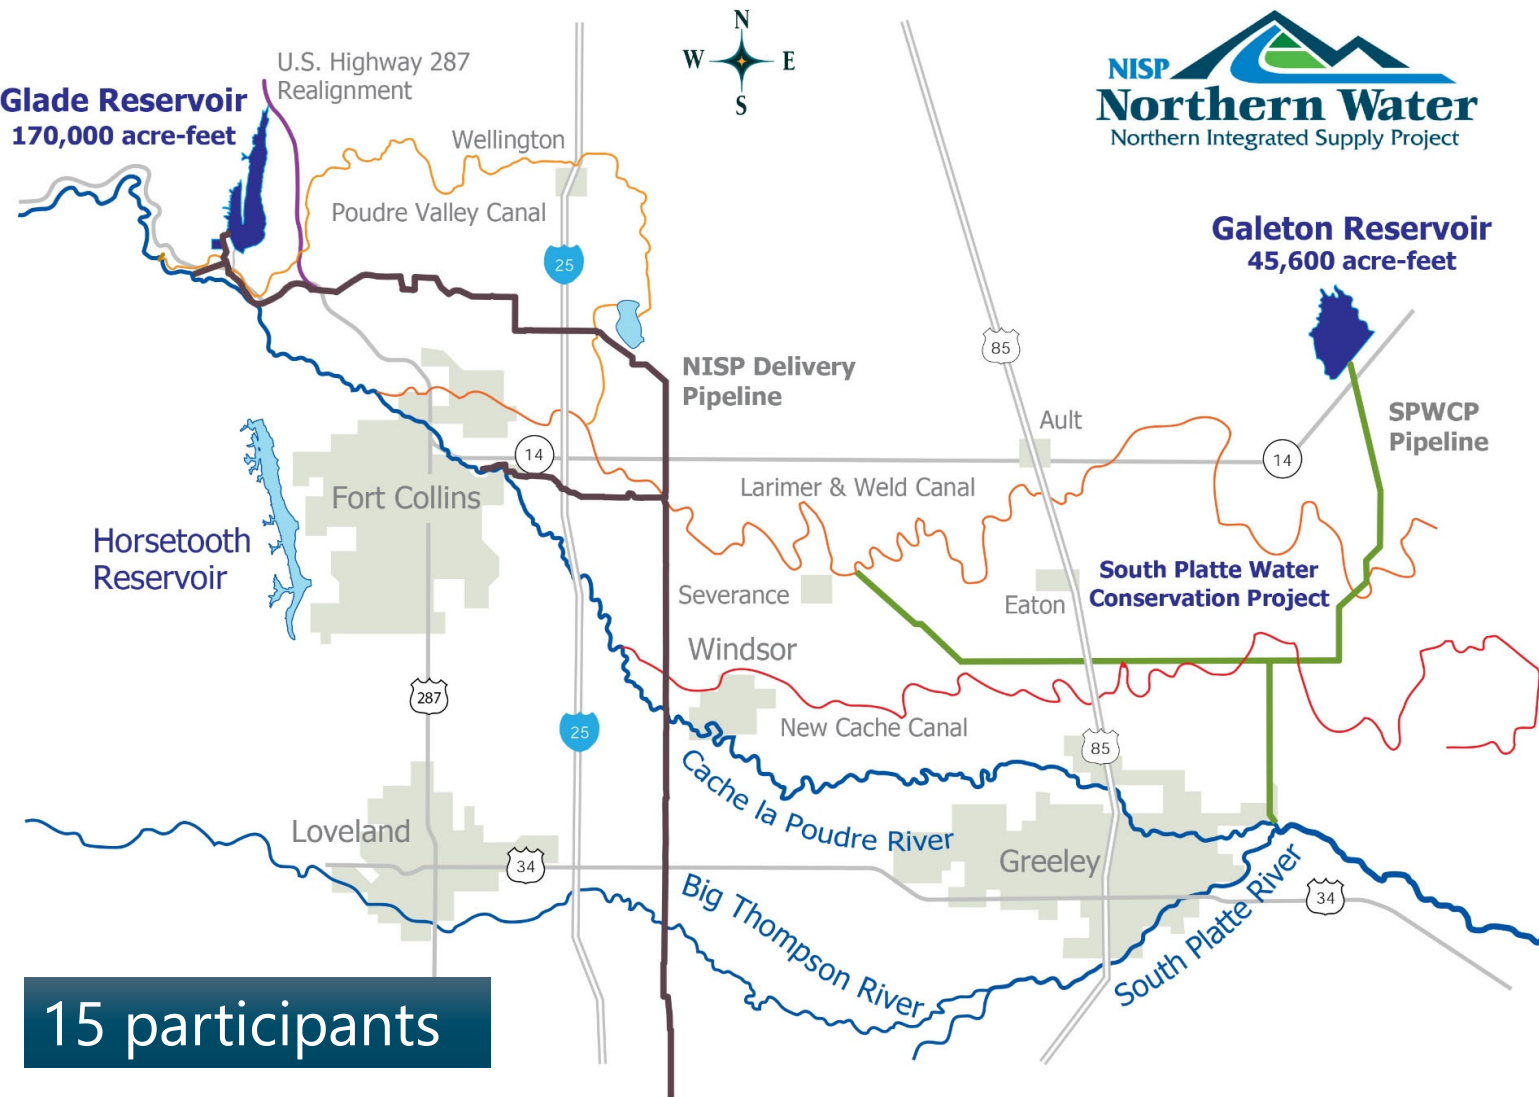 N
W E
S
NISP
Northern Water
Northern Integrated Supply Project
U.S. Highway 287
Realignment
Glade Reservoir
170,000 acre-feet
Wellington
Poudre Valley Canal
25
Galeton Reservoir
45,600 acre-feet
85
NISP Delivery
Pipeline
Ault
SPWCP
Pipeline
14
14
Larimer & Weld Canal
Fort Collins
Horsetooth
Reservoir
South Platte Water
Conservation Project
Severance
Eaton
Windsor
287
25
New Cache Canal
85
Cache la Poudre River
Loveland
34
Greeley
Big Thompson River
South Platte River
34
15 participants